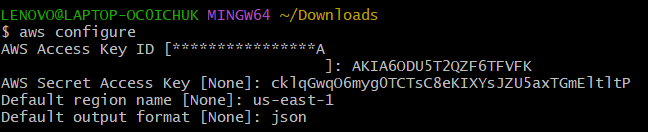 LENOVO@LAPTOP-OC0ICHUK MINGW64 ~/Downloads
$ aws configure
AWS Access Key ID [****************A
]: AKIA6ODU5T2QZF6TFVFK
AWS Secret Access Key [None]: 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
Default region name [None]: us-east-1
Default output format [None]: json